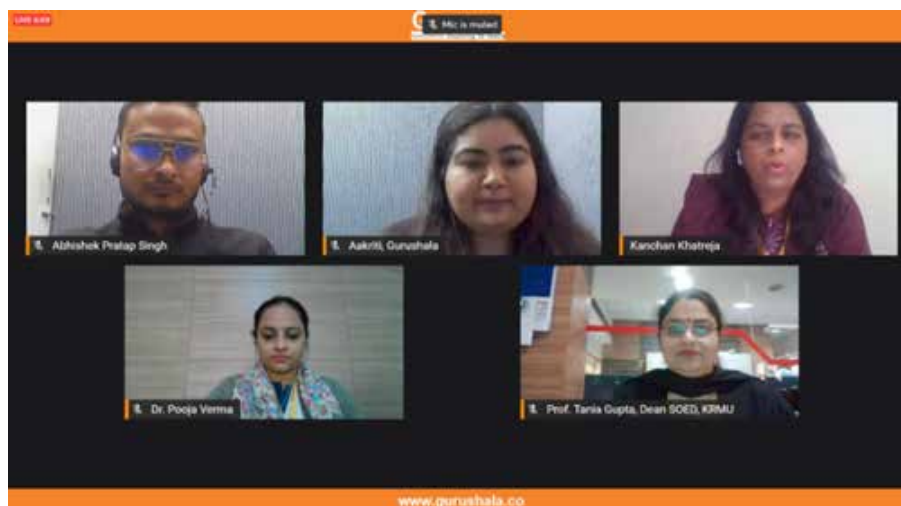 LIVE
Mic is muted
Abhishek Pratap Singh
Aakriti, Gurushala
Kanchan Khatreja
Dr. Pooja Verma
Prof. Tania Gupta, Dean SOED, KRMU
www.gurushala.co